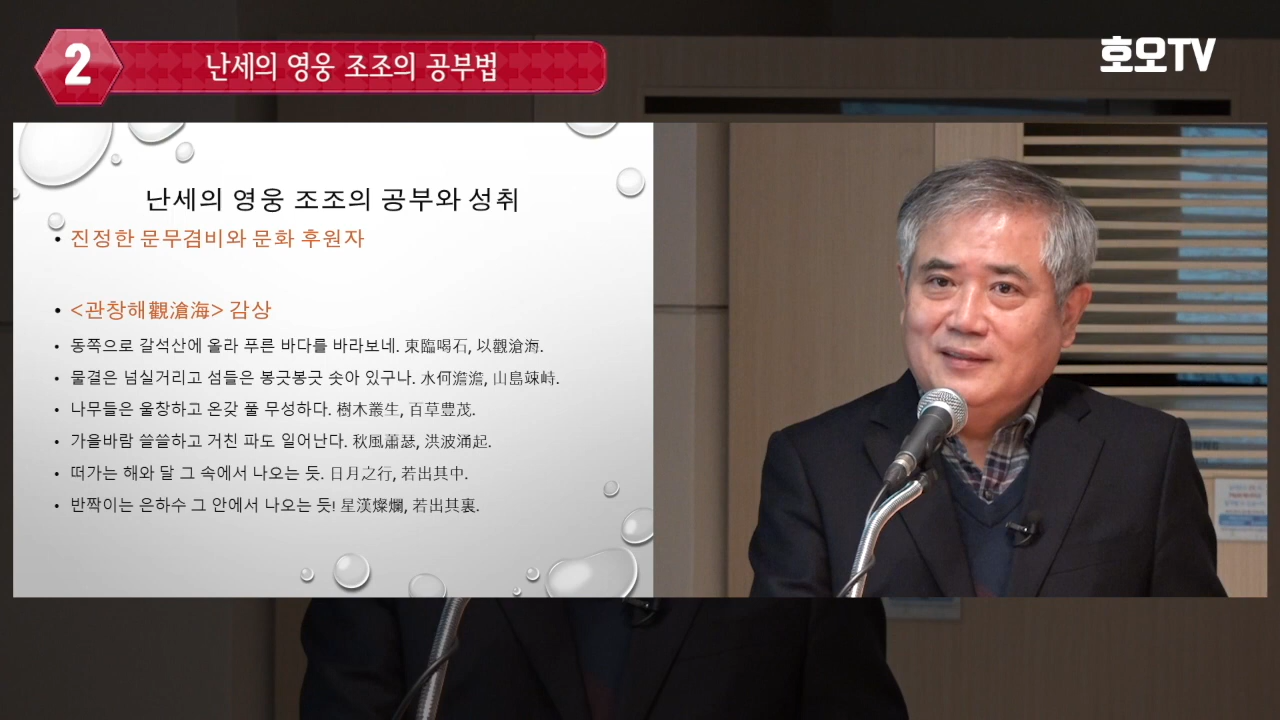 2
난세의 영웅 조조의 공부법
호오TV
난세의 영웅 조조의 공부와 성취
• 진정한 문무겸비와 문화 후원자
• <관창해觀滄海> 감상
• 동쪽으로 갈석산에 올라 푸른 바다를 바라보네. 東臨喝石, 以觀滄海.
• 물결은 넘실거리고 섬들은 봉긋봉긋 솟아 있구나. 水何澹澹, 山島竦峙.
• 나무들은 울창하고 온갖 풀 무성하다. 樹木叢生, 百草豊茂.
• 가을바람 쓸쓸하고 거친 파도 일어난다. 秋風蕭瑟, 洪波涌起.
• 떠가는 해와 달 그 속에서 나오는 듯. 日月之行, 若出其中.
• 반짝이는 은하수 그 안에서 나오는 듯! 星漢燦爛, 若出其裏.